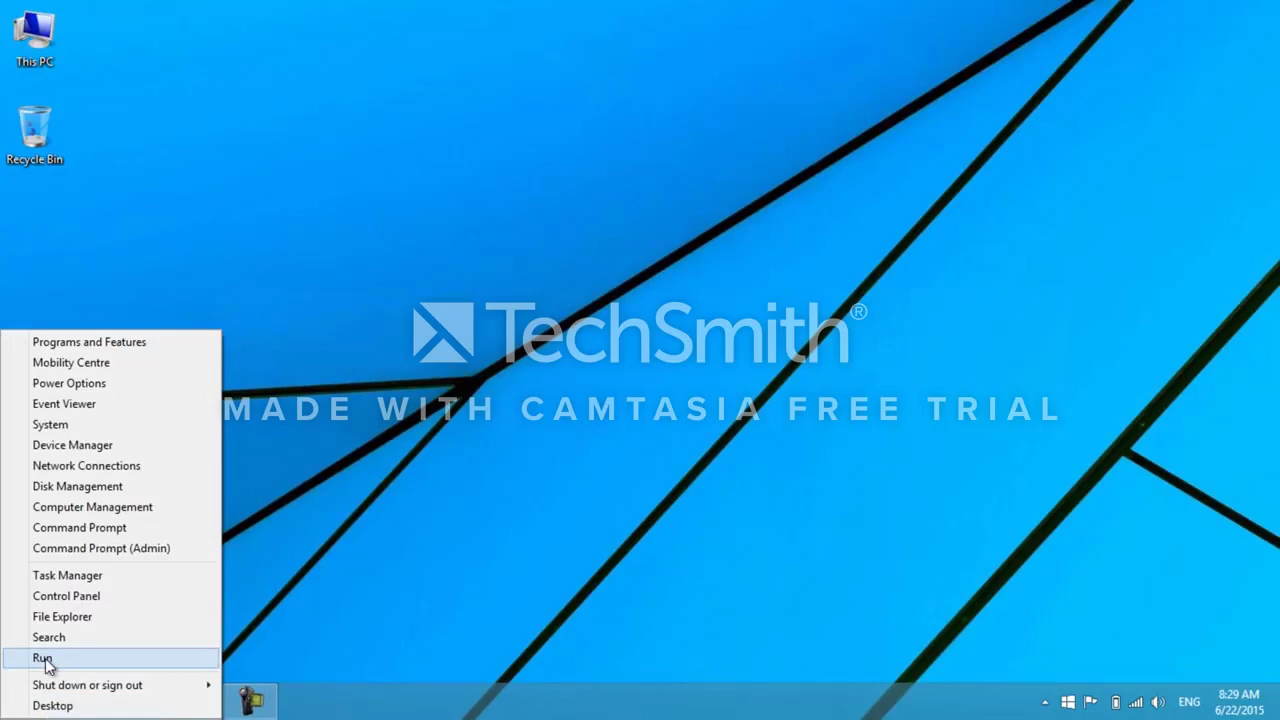 This PC
Recycle Bin
TechSmith®
MADE WITH CAMTASIA FREE TRIAL
Programs and Features
Mobility Centre
Power Options
Event Viewer
System
Device Manager
Network Connections
Disk Management
Computer Management
Command Prompt
Command Prompt (Admin)
Task Manager
Control Panel
File Explorer
Search
Run
Shut down or sign out
Desktop
ENG
8:29 AM
6/22/2015